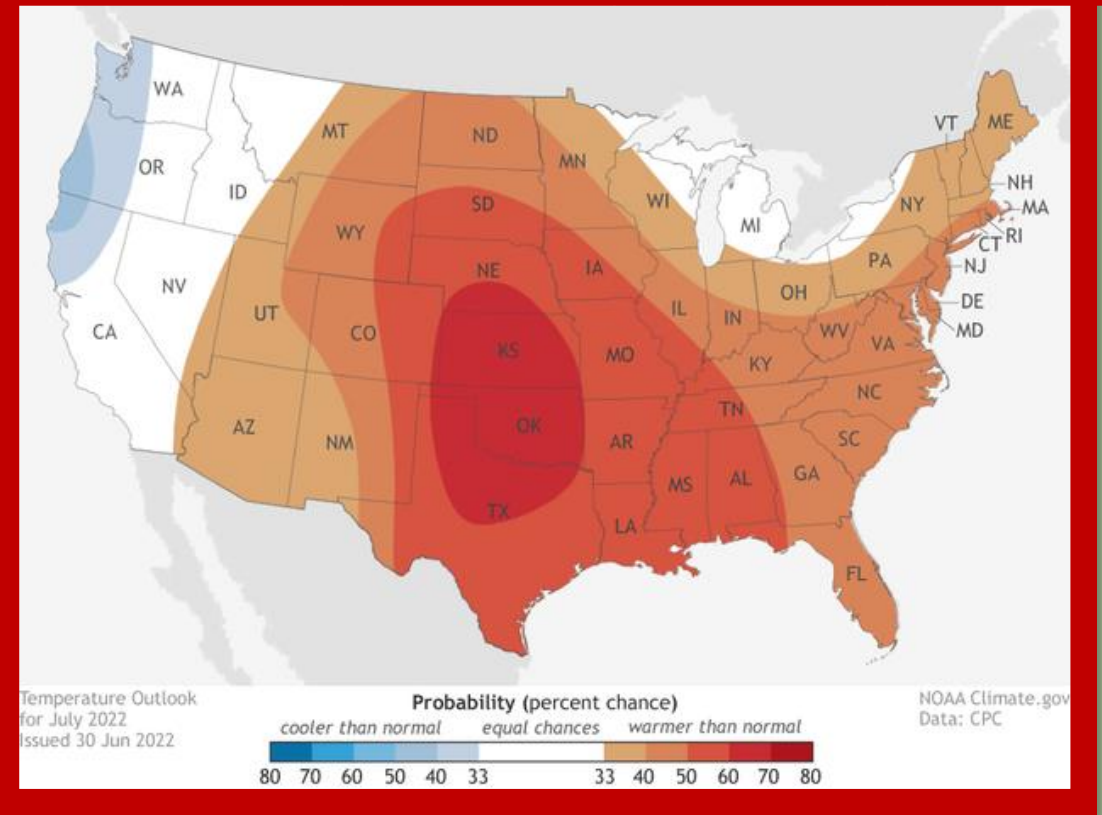 WA
VT
ME
MT
ND
MN
OR
ID
NH
SD
WI
NY
MA
MI
WY
RI
CT
PA
NJ
NE
IA
NV
OH
DE
UT
IL
IN
CA
CO
WV
MD
VA
KS
MO
KY
NC
TN
AZ
OK
NM
AR
SC
GA
MS
AL
TX
LA
FL
Temperature Outlook
for July 2022
Issued 30 Jun 2022
Probability (percent chance)
cooler than normal equal chances warmer than normal
80 70 60 50 40 33 33 40 50 60 70 80
NOAA Climate.gov
Data: CPC